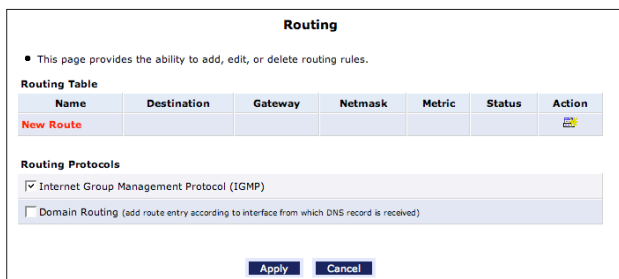 Routing
This page provides the ability to add, edit, or delete routing rules.
Routing Table
Name Destination Gateway Netmask Metric Status Action
New Route
Routing Protocols
Internet Group Management Protocol (IGMP)
Domain Routing (add route entry according to interface from which DNS record is received)
Apply Cancel